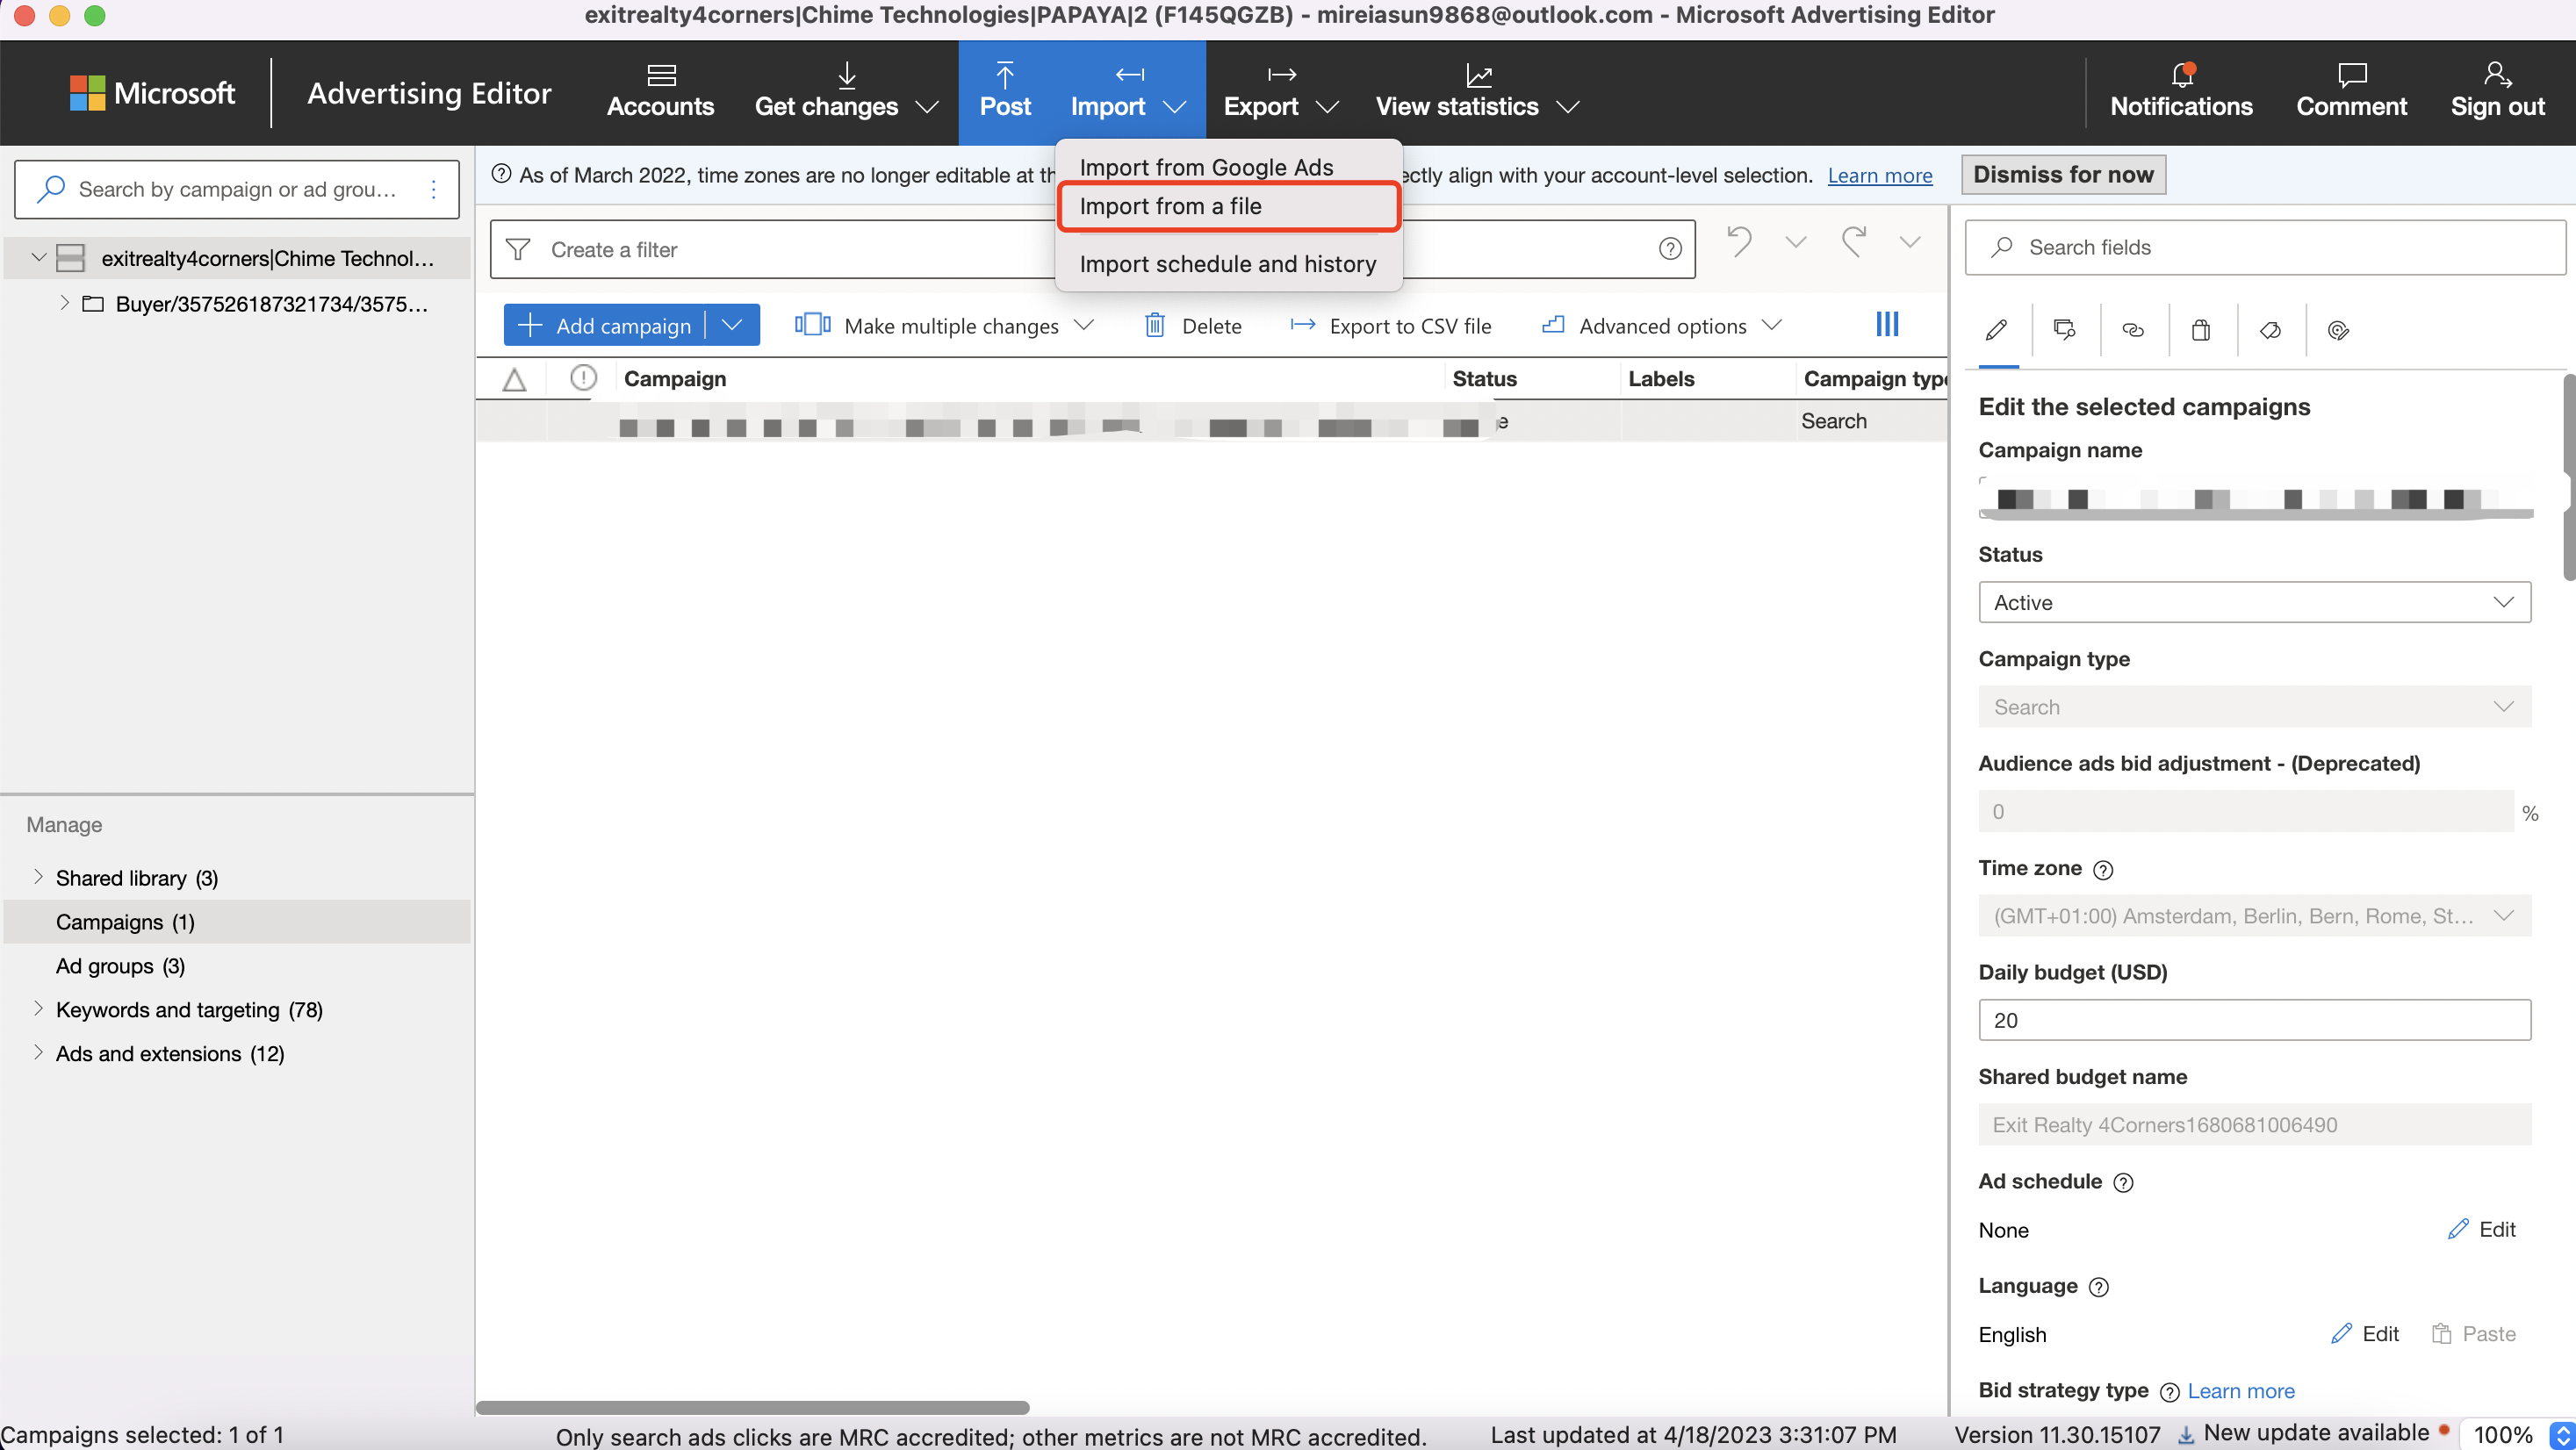 exitrealty4corners|Chime Technologies|PAPAYA|2 (F145QGZB) - mireiasun9868@outlook.com - Microsoft Advertising Editor
Microsoft
Advertising Editor
Accounts
Get changes
Post
Import
Export
View statistics
Notifications
Comment
Sign out
Search by campaign or ad grou...
As of March 2022, time zones are no longer editable at th
ectly align with your account-level selection. Learn more
Dismiss for now
Import from Google Ads
Import from a file
Import schedule and history
exitrealty4corners|Chime Technol...
Buyer/357526187321734/3575...
Create a filter
Search fields
Add campaign
Make multiple changes
Delete
Export to CSV file
Advanced options
Campaign
Status
Labels
Campaign type
e
Search
Edit the selected campaigns
Campaign name
Status
Active
Campaign type
Search
Audience ads bid adjustment - (Deprecated)
0
%
Time zone
(GMT+01:00) Amsterdam, Berlin, Bern, Rome, St...
Daily budget (USD)
20
Shared budget name
Exit Realty 4Corners1680681006490
Ad schedule
None
Edit
Language
English
Edit
Paste
Bid strategy type
Learn more
Manage
Shared library (3)
Campaigns (1)
Ad groups (3)
Keywords and targeting (78)
Ads and extensions (12)
Campaigns selected: 1 of 1
Only search ads clicks are MRC accredited; other metrics are not MRC accredited.
Last updated at 4/18/2023 3:31:07 PM
Version 11.30.15107
New update available
100%